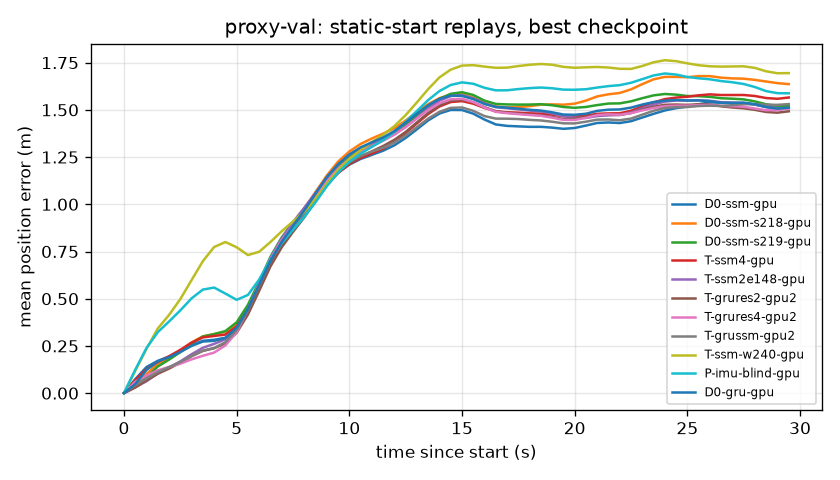 proxy-val: static-start replays, best checkpoint
mean position error (m)
1.75
1.50
1.25
1.00
0.75
0.50
0.25
0.00
D0-ssm-gpu
D0-ssm-s218-gpu
D0-ssm-s219-gpu
T-ssm4-gpu
T-ssm2e148-gpu
T-grures2-gpu2
T-grures4-gpu2
T-grussm-gpu2
T-ssm-w240-gpu
P-imu-blind-gpu
D0-gru-gpu
0 5 10 15 20 25 30
time since start (s)